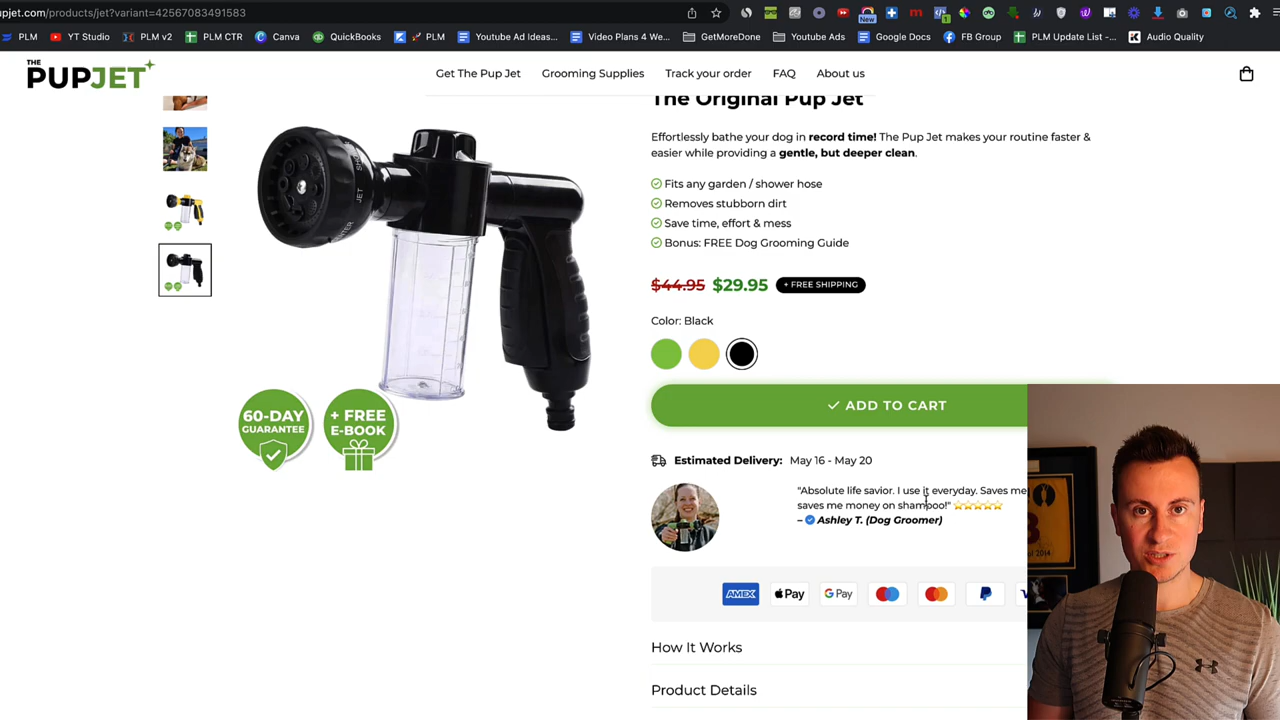 pjet.com/products/jet?variant=42567083491583
New
PLM
YT Studio
PLM v2
PLM CTR
Canva
QuickBooks
PLM
Youtube Ad Ideas...
Video Plans 4 We...
GetMoreDone
Youtube Ads
Google Docs
FB Group
PLM Update List -...
Audio Quality
THE
PUPJET
Get The Pup Jet
Grooming Supplies
Track your order
FAQ
About us
The Original Pup Jet
Effortlessly bathe your dog in record time! The Pup Jet makes your routine faster &
easier while providing a gentle, but deeper clean.
Fits any garden / shower hose
Removes stubborn dirt
Save time, effort & mess
Bonus: FREE Dog Grooming Guide
$44.95 $29.95 + FREE SHIPPING
Color: Black
JET
60-DAY
GUARANTEE
+ FREE
E-BOOK
ADD TO CART
Estimated Delivery: May 16 - May 20
"Absolute life savior. I use it everyday. Saves me
saves me money on shampoo!" ⭐⭐⭐⭐⭐
– Ashley T. (Dog Groomer)
AMEX
Pay
G Pay
How It Works
Product Details
2014